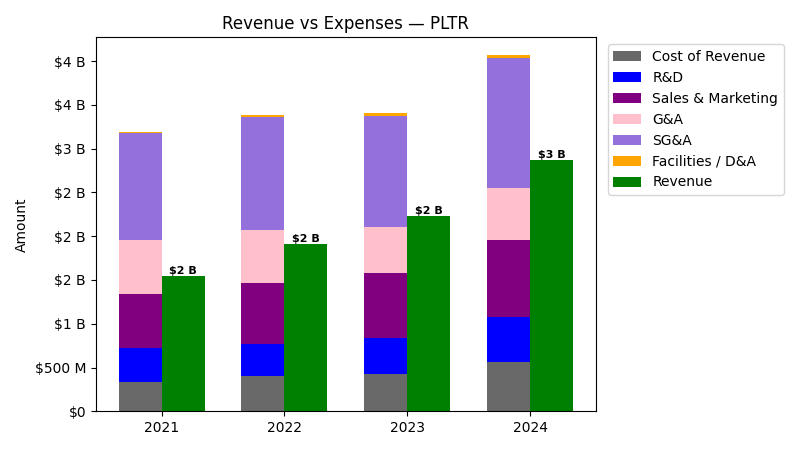 Revenue vs Expenses — PLTR
Amount
$4 B
$4 B
$3 B
$2 B
$2 B
$2 B
$1 B
$500 M
$0
$2 B
$2 B
$2 B
$3 B
2021
2022
2023
2024
Cost of Revenue
R&D
Sales & Marketing
G&A
SG&A
Facilities / D&A
Revenue